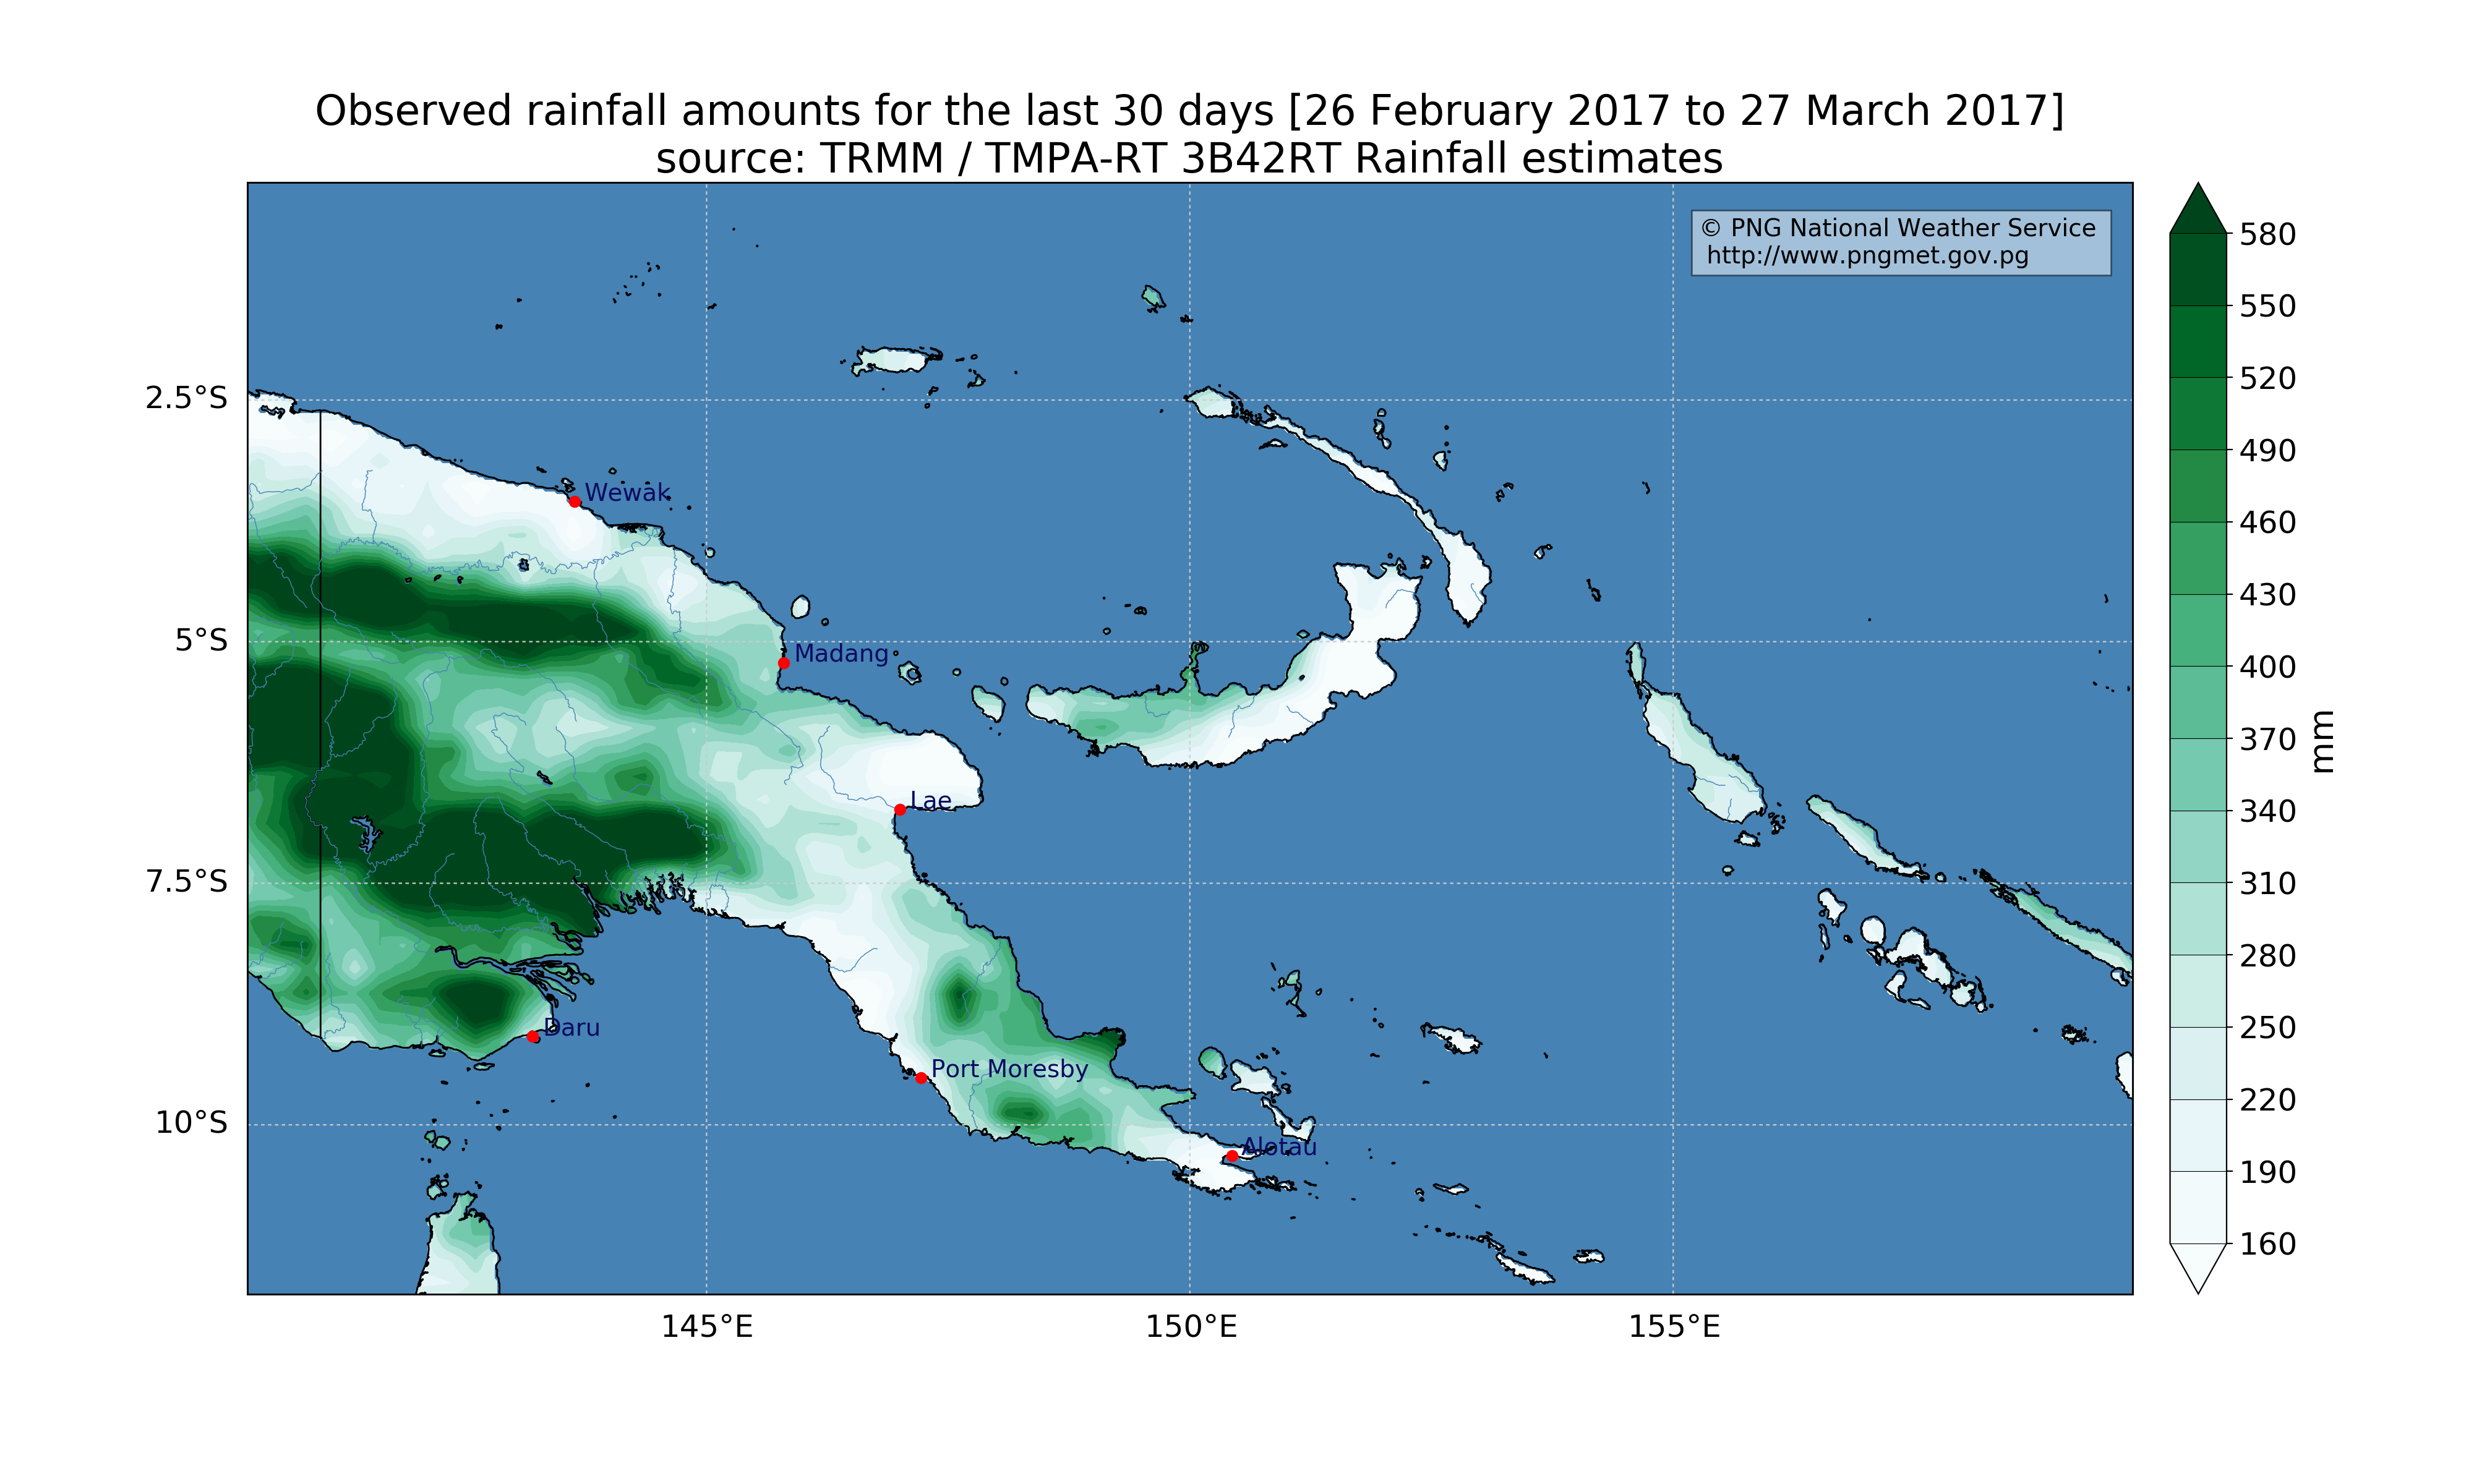 Observed rainfall amounts for the last 30 days [26 February 2017 to 27 March 2017]
source: TRMM / TMPA-RT 3B42RT Rainfall estimates
© PNG National Weather Service
http://www.pngmet.gov.pg
580
550
520
490
460
430
400
370
340
310
280
250
220
190
160
mm
2.5°S
5°S
7.5°S
10°S
Wewak
Madang
Lae
Daru
Port Moresby
Alotau
145°E
150°E
155°E